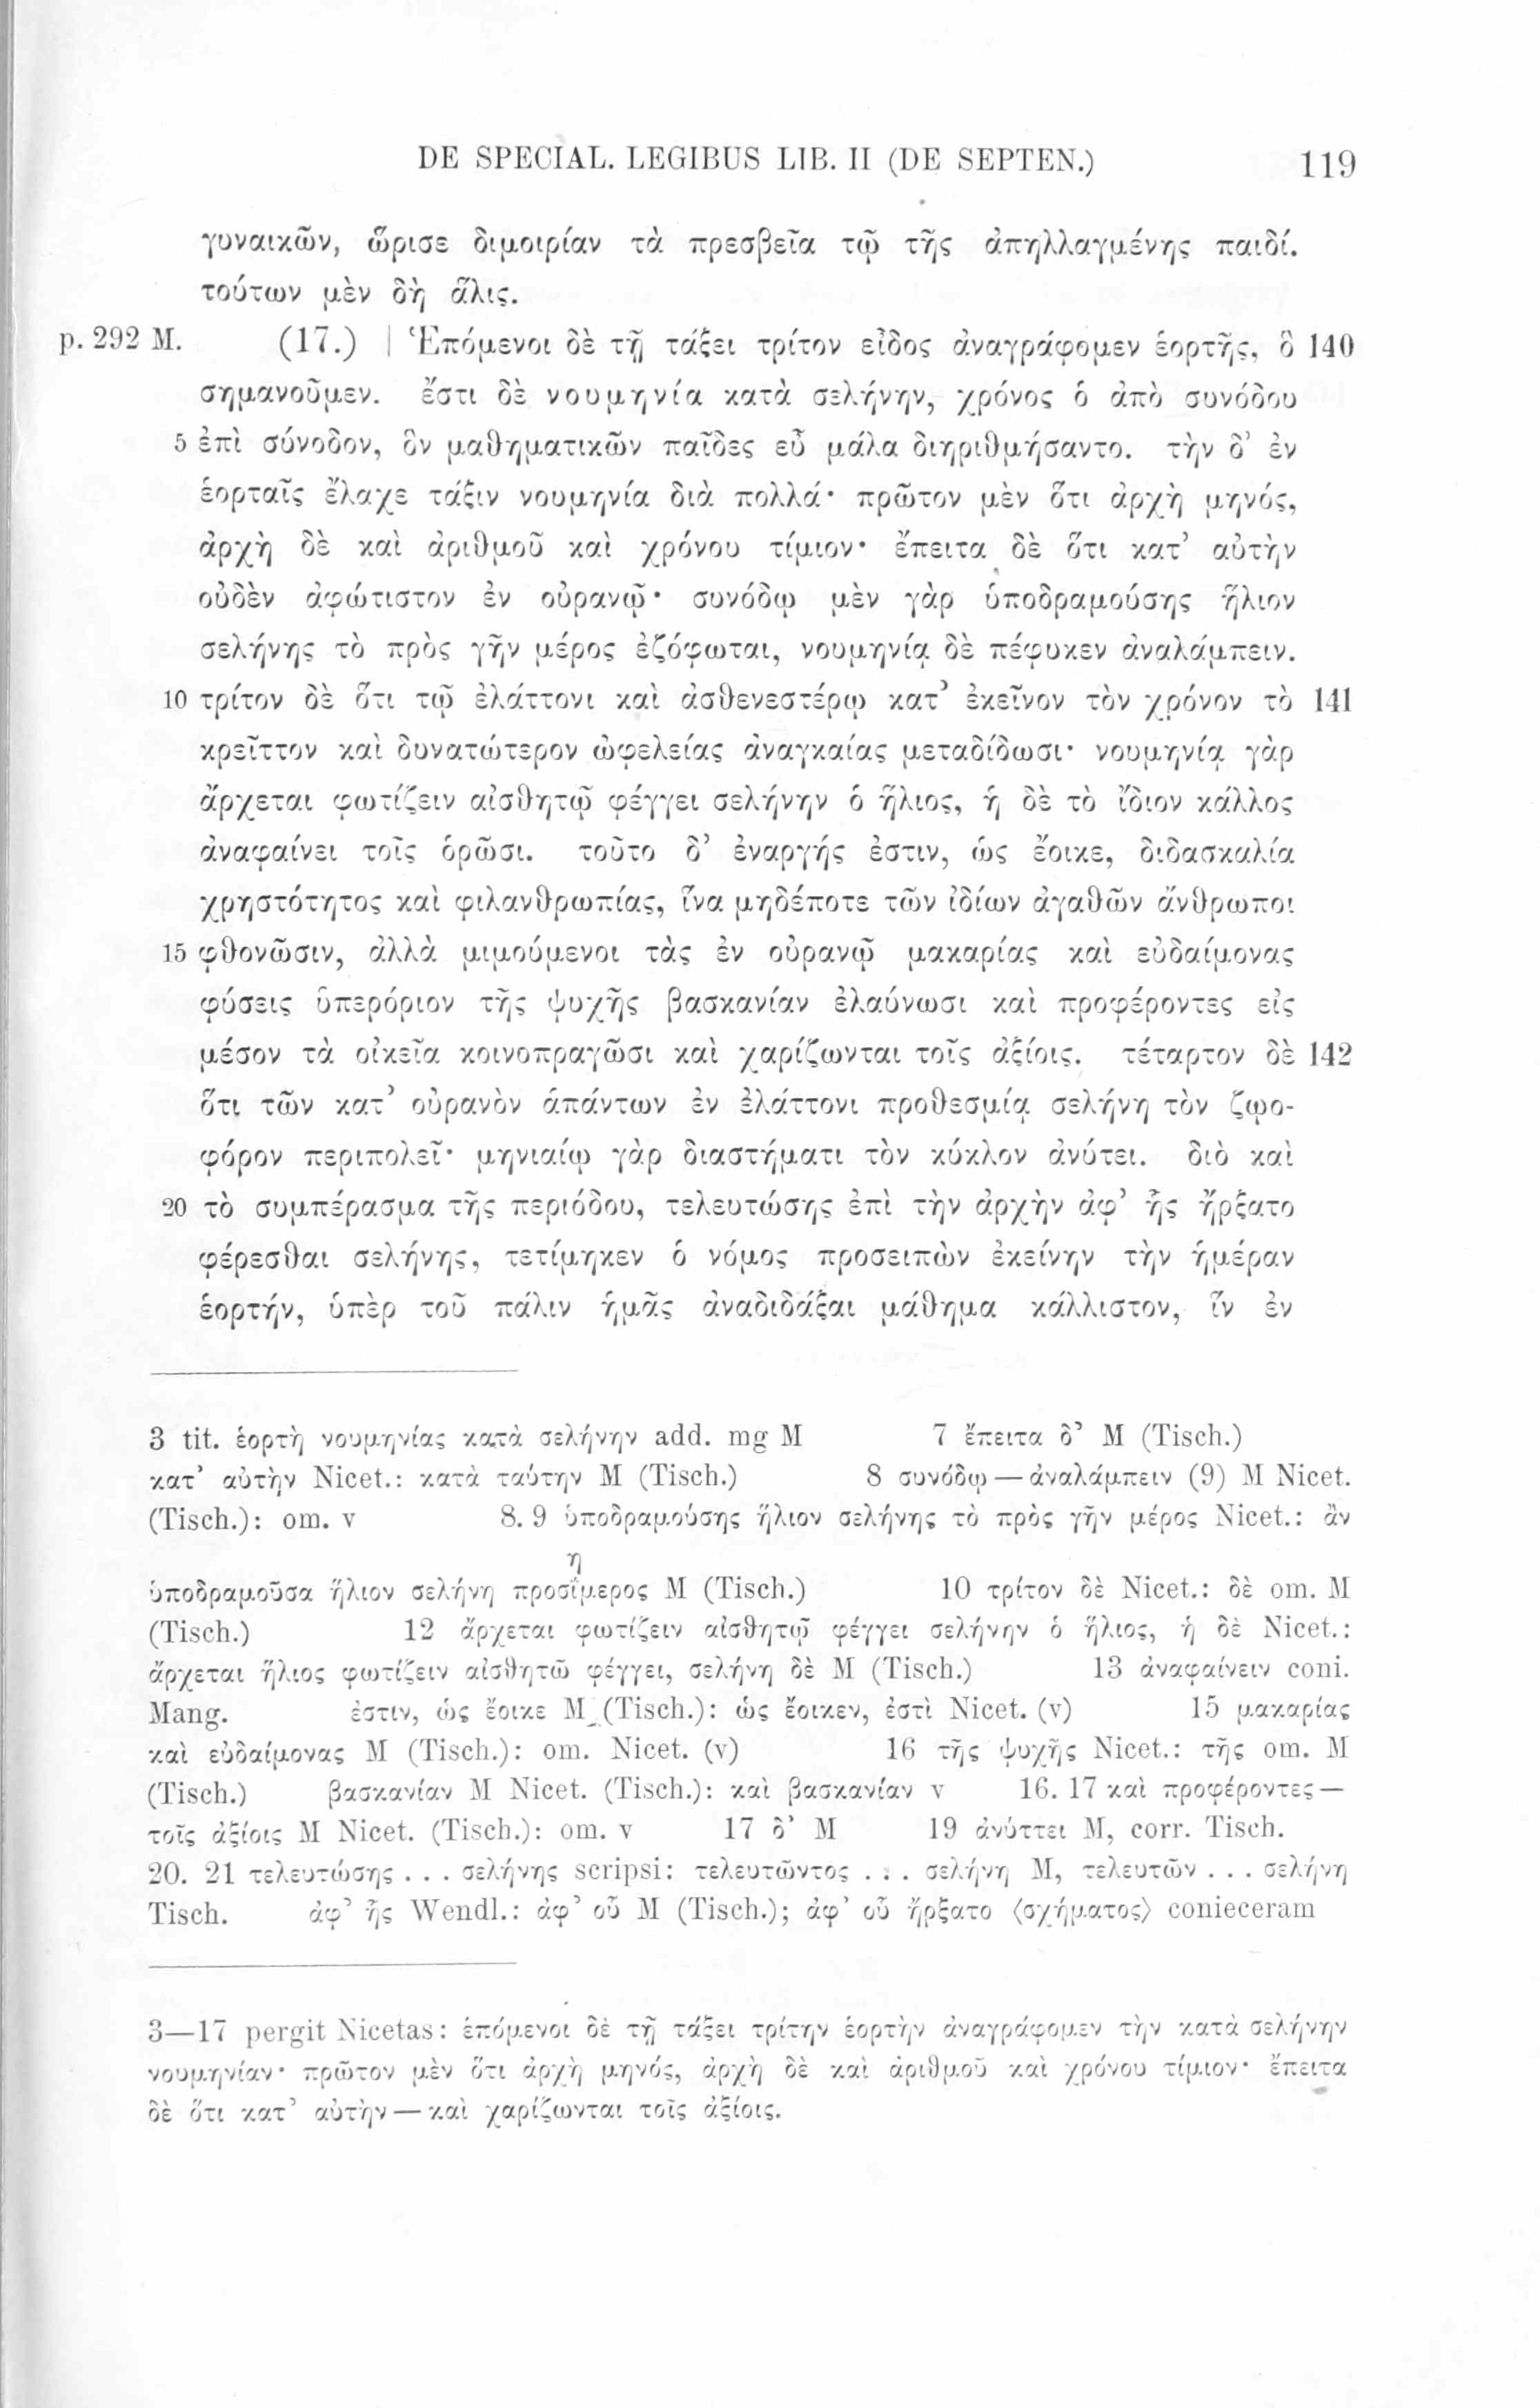 DE SPECIAL. LEGIBUS LIB. II (DE SEPTEN.) 119
γυναικῶν, ὥρισε διμοιρίαν τὰ πρεσβεῖα τῷ τῆς ἀπηλλαγμένης παιδί.
τούτων μὲν δὴ ἅλις.
p. 292 M. (17.) | Ἑπόμενοι δὲ τῇ τάξει τρίτον εἶδος ἀναγράφομεν ἑορτῆς, ὃ 140
σημανοῦμεν. ἔστι δὲ νουμηνία κατὰ σελήνην, χρόνος ὁ ἀπὸ συνόδου
5 ἐπὶ σύνοδον, ὃν μαθηματικῶν παῖδες εὖ μάλα διηριθμήσαντο. τὴν δ’ ἐν
ἑορταῖς ἔλαχε τάξιν νουμηνία διὰ πολλά· πρῶτον μὲν ὅτι ἀρχὴ μηνός,
ἀρχὴ δὲ καὶ ἀριθμοῦ καὶ χρόνου τίμιον· ἔπειτα δὲ ὅτι κατ’ αὐτὴν
οὐδὲν ἀφώτιστον ἐν οὐρανῷ· συνόδῳ μὲν γὰρ ὑποδραμούσης ἥλιον
σελήνης τὸ πρὸς γῆν μέρος ἐζόφωται, νουμηνίᾳ δὲ πέφυκεν ἀναλάμπειν.
10 τρίτον δὲ ὅτι τῷ ἐλάττονι καὶ ἀσθενεστέρῳ κατ’ ἐκεῖνον τὸν χρόνον τὸ 141
κρεῖττον καὶ δυνατώτερον ὠφελείας ἀναγκαίας μεταδίδωσι· νουμηνίᾳ γὰρ
ἄρχεται φωτίζειν αἰσθητῷ φέγγει σελήνην ὁ ἥλιος, ἡ δὲ τὸ ἴδιον κάλλος
ἀναφαίνει τοῖς ὁρῶσι. τοῦτο δ’ ἐναργής ἐστιν, ὡς ἔοικε, διδασκαλία
χρηστότητος καὶ φιλανθρωπίας, ἵνα μηδέποτε τῶν ἰδίων ἀγαθῶν ἄνθρωποι
15 φθονῶσιν, ἀλλὰ μιμούμενοι τὰς ἐν οὐρανῷ μακαρίας καὶ εὐδαίμονας
φύσεις ὑπερόριον τῆς ψυχῆς βασκανίαν ἐλαύνωσι καὶ προφέροντες εἰς
μέσον τὰ οἰκεῖα κοινοπραγῶσι καὶ χαρίζωνται τοῖς ἀξίοις. τέταρτον δὲ 142
ὅτι τῶν κατ’ οὐρανὸν ἁπάντων ἐν ἐλάττονι προθεσμίᾳ σελήνη τὸν ζῳο-
φόρον περιπολεῖ· μηνιαίῳ γὰρ διαστήματι τὸν κύκλον ἀνύτει. διὸ καὶ
20 τὸ συμπέρασμα τῆς περιόδου, τελευτώσης ἐπὶ τὴν ἀρχὴν ἀφ’ ἧς ἤρξατο
φέρεσθαι σελήνης, τετίμηκεν ὁ νόμος προσειπὼν ἐκείνην τὴν ἡμέραν
ἑορτήν, ὑπὲρ τοῦ πάλιν ἡμᾶς ἀναδιδάξαι μάθημα κάλλιστον, ἵν ἐν
3 tit. ἑορτὴ νουμηνίας κατὰ σελήνην add. mg M 7 ἔπειτα δ’ M (Tisch.)
κατ’ αὐτὴν Nicet.: κατὰ ταύτην M (Tisch.) 8 συνόδῳ — ἀναλάμπειν (9) M Nicet.
(Tisch.): om. v 8. 9 ὑποδραμούσης ἥλιον σελήνης τὸ πρὸς γῆν μέρος Nicet.: ἂν
η
ὑποδραμοῦσα ἥλιον σελήνη προσΐμερος M (Tisch.) 10 τρίτον δὲ Nicet.: δὲ om. M
(Tisch.) 12 ἄρχεται φωτίζειν αἰσθητῷ φέγγει σελήνην ὁ ἥλιος, ἡ δὲ Nicet.:
ἄρχεται ἥλιος φωτίζειν αἰσθητῶ φέγγει, σελήνη δὲ M (Tisch.) 13 ἀναφαίνειν coni.
Mang. ἐστιν, ὡς ἔοικε M (Tisch.): ὡς ἔοικεν, ἐστὶ Nicet. (v) 15 μακαρίας
καὶ εὐδαίμονας M (Tisch.): om. Nicet. (v) 16 τῆς ψυχῆς Nicet.: τῆς om. M
(Tisch.) βασκανίαν M Nicet. (Tisch.): καὶ βασκανίαν v 16. 17 καὶ προφέροντες —
τοῖς ἀξίοις M Nicet. (Tisch.): om. v 17 δ’ M 19 ἀνύττει M, corr. Tisch.
20. 21 τελευτώσης . . . σελήνης scripsi: τελευτῶντος . . . σελήνη M, τελευτῶν . . . σελήνη
Tisch. ἀφ’ ἧς Wendl.: ἀφ’ οὗ M (Tisch.); ἀφ’ οὗ ἤρξατο ⟨σχήματος⟩ conieceram
3—17 pergit Nicetas: ἑπόμενοι δὲ τῇ τάξει τρίτην ἑορτὴν ἀναγράφομεν τὴν κατὰ σελήνην
νουμηνίαν· πρῶτον μὲν ὅτι ἀρχὴ μηνός, ἀρχὴ δὲ καὶ ἀριθμοῦ καὶ χρόνου τίμιον· ἔπειτα
δὲ ὅτι κατ’ αὐτὴν — καὶ χαρίζωνται τοῖς ἀξίοις.